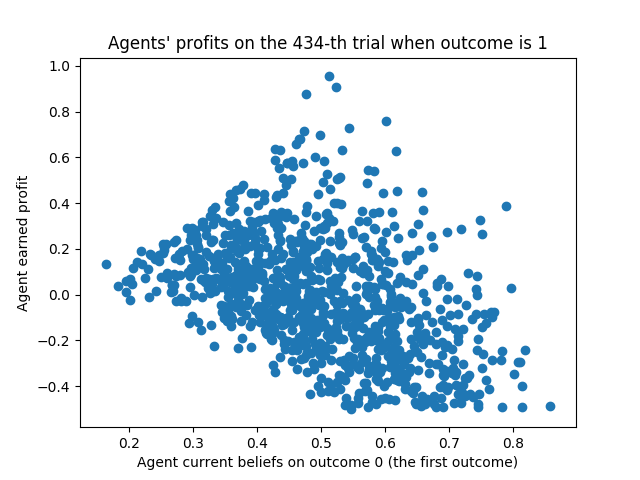 Agents' profits on the 434-th trial when outcome is 1
1.0
0.8
0.6
0.4
0.2
0.0
−0.2
−0.4
Agent earned profit
0.2 0.3 0.4 0.5 0.6 0.7 0.8
Agent current beliefs on outcome 0 (the first outcome)